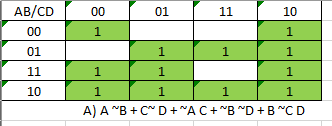 AB/CD 00 01 11 10
00 1 1
01 1 1 1
11 1 1 1
10 1 1 1 1
A) A ~B + C~ D + ~A C + ~B ~D + B ~C D